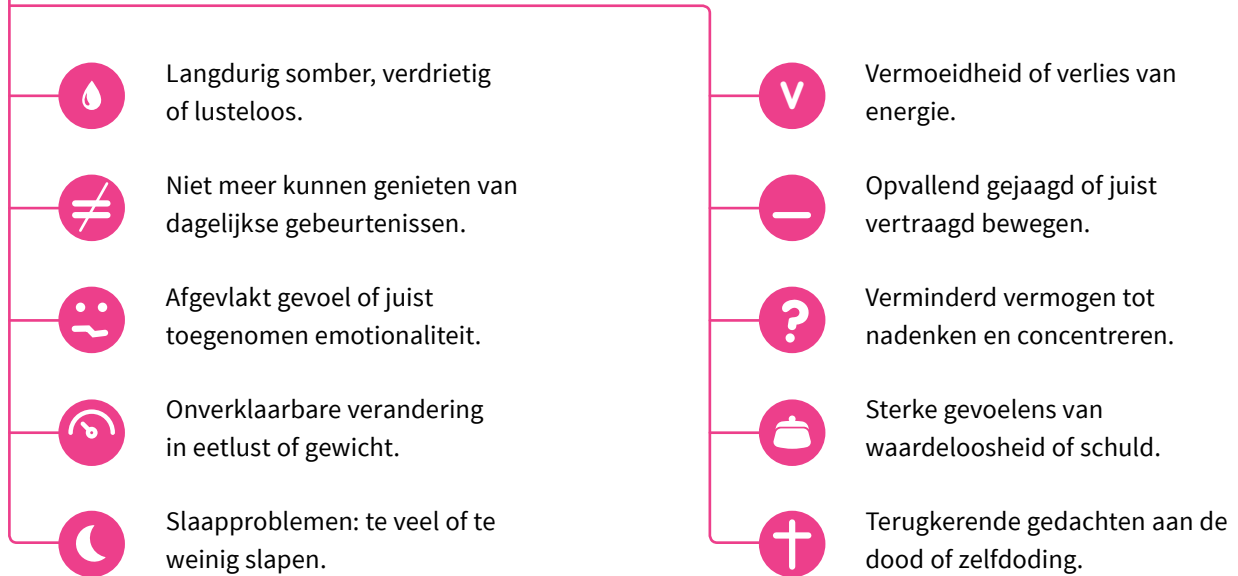 Langdurig somber, verdrietig
of lusteloos.
Niet meer kunnen genieten van
dagelijkse gebeurtenissen.
Afgevlakt gevoel of juist
toegenomen emotionaliteit.
Onverklaarbare verandering
in eetlust of gewicht.
Slaapproblemen: te veel of te
weinig slapen.
V
Vermoeidheid of verlies van
energie.
Opvallend gejaagd of juist
vertraagd bewegen.
?
Verminderd vermogen tot
nadenken en concentreren.
Sterke gevoelens van
waardeloosheid of schuld.
Terugkerende gedachten aan de
dood of zelfdoding.